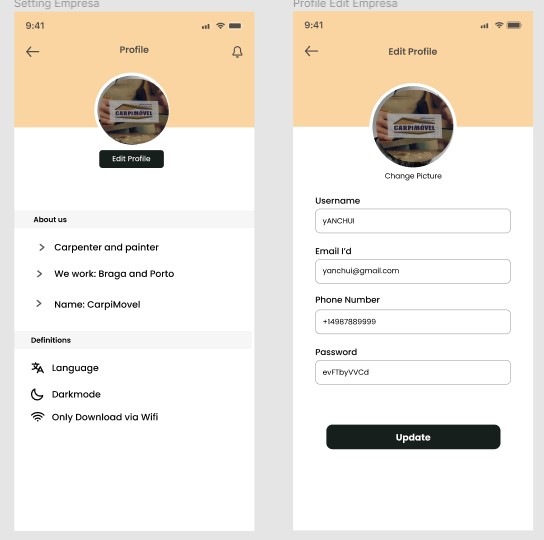 Setting Empresa
9:41
Profile
CARPIMOVEL
Edit Profile
About us
Carpenter and painter
We work: Braga and Porto
Name: CarpiMovel
Definitions
Language
Darkmode
Only Download via Wifi
Profile Edit Empresa
9:41
Edit Profile
CARPIMOVEL
Change Picture
Username
yANCHUI
Email I'd
yanchui@gmail.com
Phone Number
+14987889999
Password
evFTbyVVCd
Update